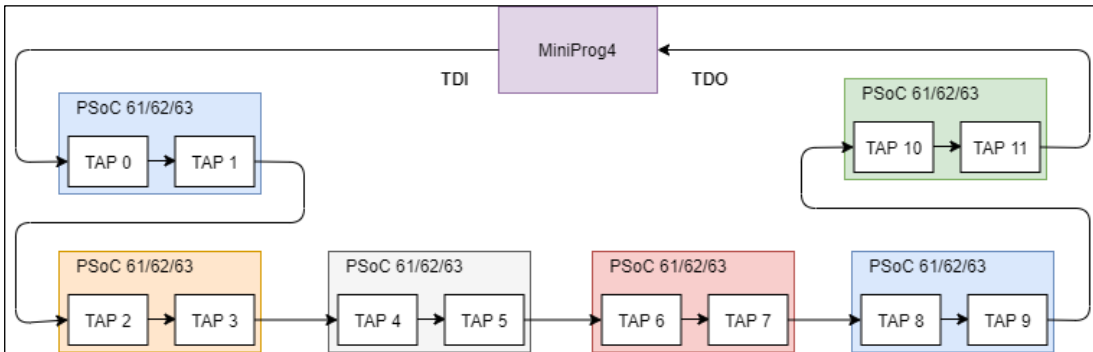 MiniProg4
TDI
TDO
PSoC 61/62/63
TAP 0
TAP 1
PSoC 61/62/63
TAP 10
TAP 11
PSoC 61/62/63
TAP 2
TAP 3
PSoC 61/62/63
TAP 4
TAP 5
PSoC 61/62/63
TAP 6
TAP 7
PSoC 61/62/63
TAP 8
TAP 9